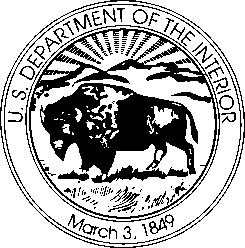 U.S. DEPARTMENT OF THE INTERIOR
March 3, 1849